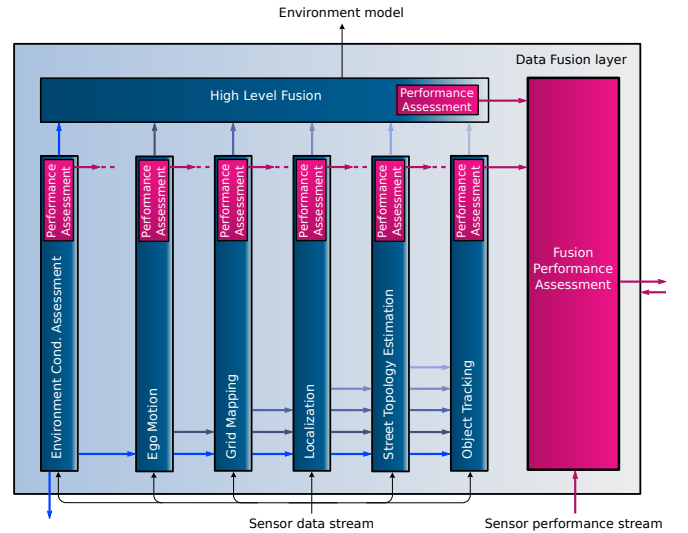 Environment model
Data Fusion layer
High Level Fusion
Performance
Assessment
Performance
Assessment
Environment Cond. Assessment
Performance
Assessment
Ego Motion
Performance
Assessment
Grid Mapping
Performance
Assessment
Localization
Performance
Assessment
Street Topology Estimation
Performance
Assessment
Object Tracking
Fusion
Performance
Assessment
Sensor data stream
Sensor performance stream